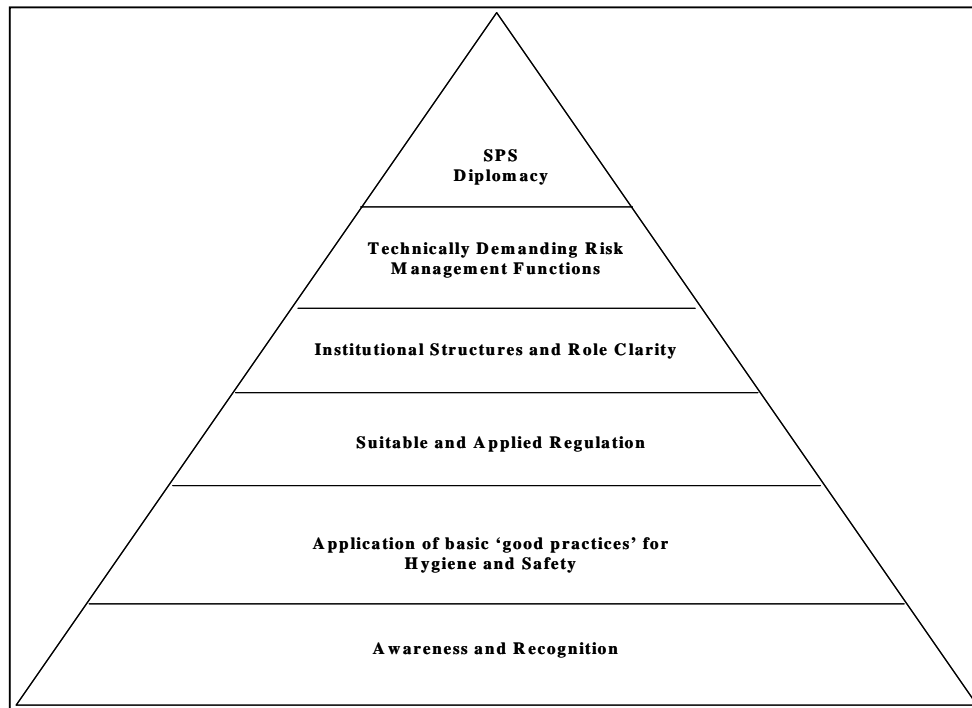 SPS
Diplomacy
Technically Demanding Risk
Management Functions
Institutional Structures and Role Clarity
Suitable and Applied Regulation
Application of basic ‘good practices’ for
Hygiene and Safety
Awareness and Recognition